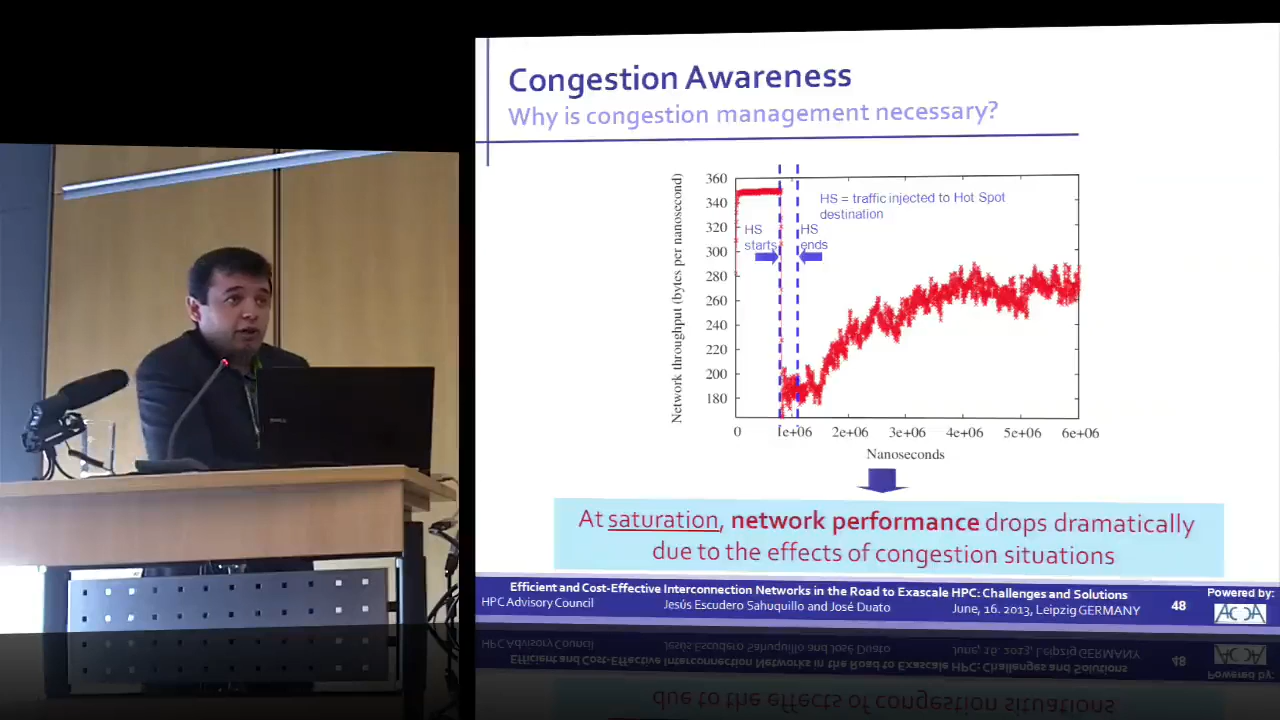 Congestion Awareness
Why is congestion management necessary?
Network throughput (bytes per nanosecond)
360
340
320
300
280
260
240
220
200
180
HS = traffic injected to Hot Spot
destination
HS
starts
HS
ends
0
1e+06
2e+06
3e+06
4e+06
5e+06
6e+06
Nanoseconds
At saturation, network performance drops dramatically
due to the effects of congestion situations
Efficient and Cost-Effective Interconnection Networks in the Road to Exascale HPC: Challenges and Solutions
HPC Advisory Council
Jesús Escudero Sahuquillo and José Duato
June, 16. 2013, Leipzig GERMANY
48
Powered by: